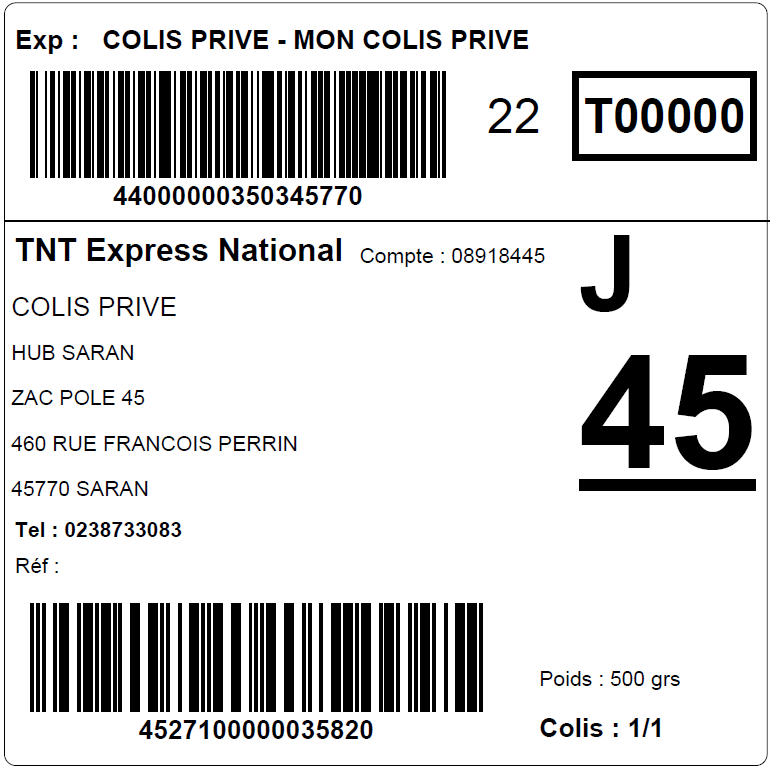 Exp : COLIS PRIVE - MON COLIS PRIVE
22 T00000
44000000350345770
TNT Express National Compte : 08918445
J
COLIS PRIVE
HUB SARAN
45
ZAC POLE 45
460 RUE FRANCOIS PERRIN
45770 SARAN
Tel : 0238733083
Réf :
Poids : 500 grs
4527100000035820
Colis : 1/1